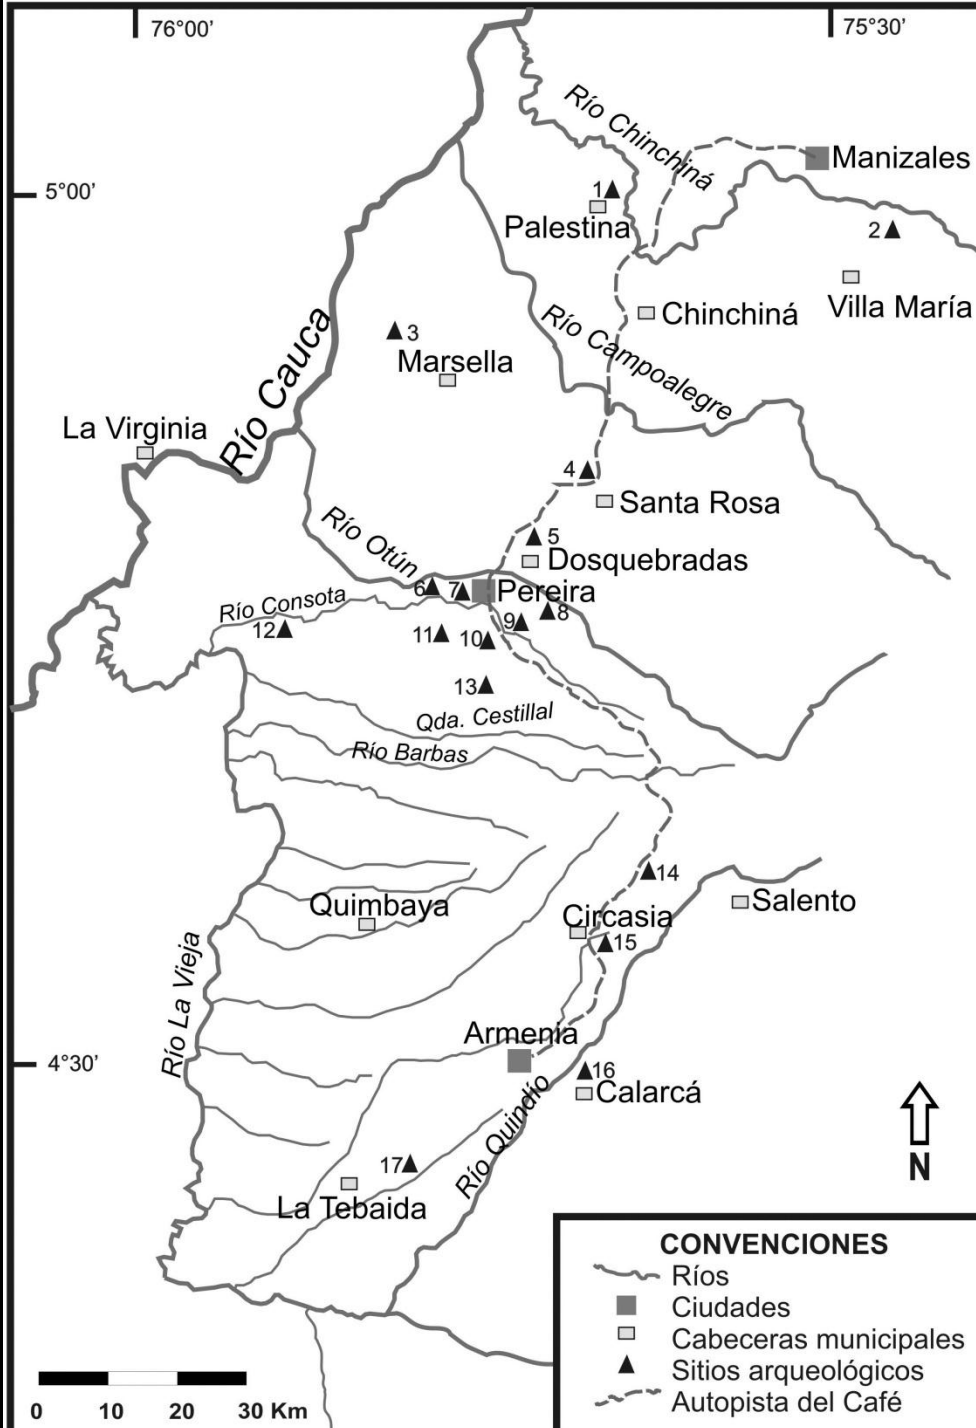 76°00’
75°30’
Río Chinchiná
Manizales
5°00’
1
Palestina
2
Villa María
Chinchiná
3
Marsella
Río Campoalegre
Río Cauca
La Virginia
4
Santa Rosa
Río Otún
5
Dosquebradas
6
7
Pereira
Río Consota
8
9
12
11
10
13
Qda. Cestillal
Río Barbas
14
Salento
Quimbaya
Circasia
15
Río La Vieja
Armenia
4°30’
16
Calarcá
Río Quindío
17
La Tebaida
N
CONVENCIONES
Ríos
Ciudades
Cabeceras municipales
Sitios arqueológicos
Autopista del Café
0 10 20 30 Km